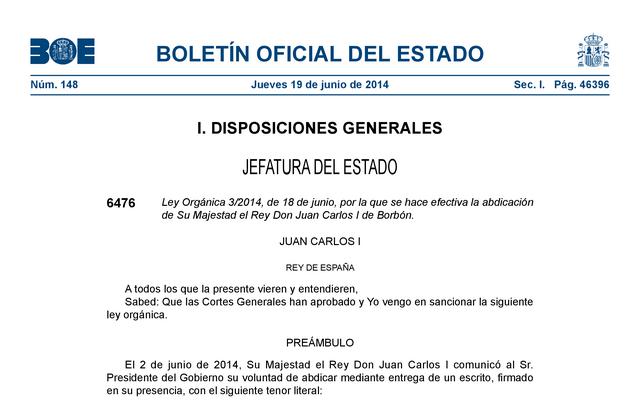 BOE
BOLETÍN OFICIAL DEL ESTADO
Núm. 148 Jueves 19 de junio de 2014 Sec. I. Pág. 46396
I. DISPOSICIONES GENERALES
JEFATURA DEL ESTADO
6476 Ley Orgánica 3/2014, de 18 de junio, por la que se hace efectiva la abdicación
de Su Majestad el Rey Don Juan Carlos I de Borbón.
JUAN CARLOS I
REY DE ESPAÑA
A todos los que la presente vieren y entendieren,
Sabed: Que las Cortes Generales han aprobado y Yo vengo en sancionar la siguiente
ley orgánica.
PREÁMBULO
El 2 de junio de 2014, Su Majestad el Rey Don Juan Carlos I comunicó al Sr.
Presidente del Gobierno su voluntad de abdicar mediante entrega de un escrito, firmado
en su presencia, con el siguiente tenor literal: